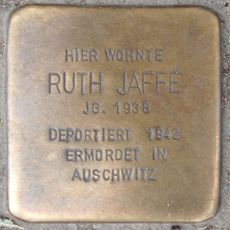 HIER WOHNTE
RUTH JAFFÉ
JG. 1938
DEPORTIERT 1942
ERMORDET IN
AUSCHWITZ